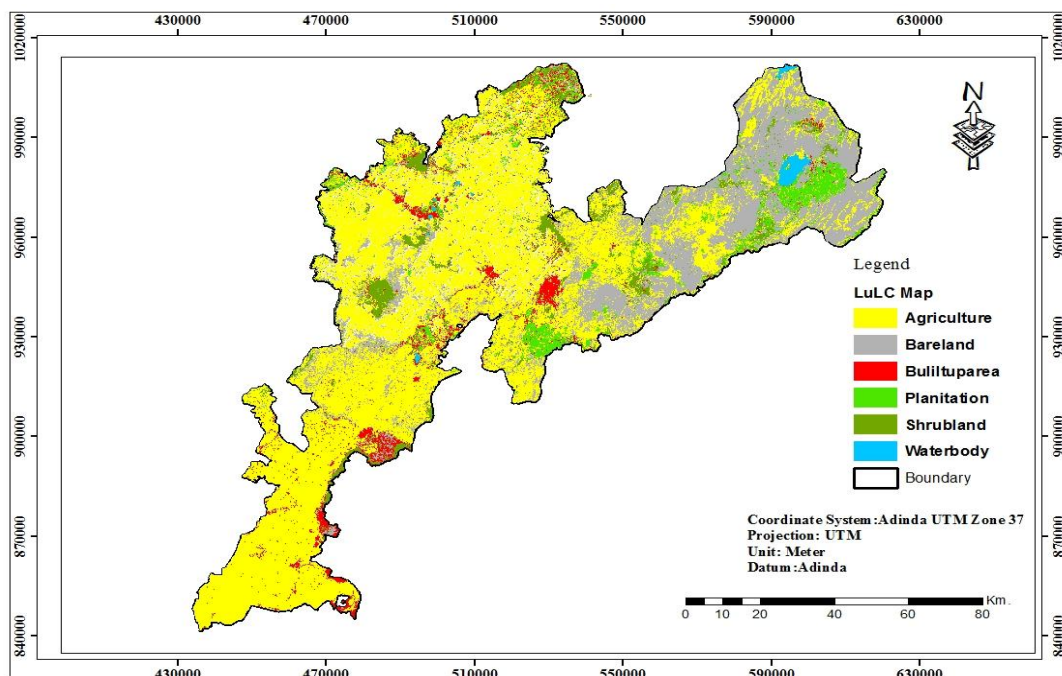 430000 470000 510000 550000 590000 630000
1020000 1020000
990000 990000
960000 960000
930000 930000
900000 900000
870000 870000
840000 840000
N
Legend
LuLC Map
Agriculture
Bareland
Buliltuparea
Planitation
Shrubland
Waterbody
Boundary
Coordinate System:Adinda UTM Zone 37
Projection: UTM
Unit: Meter
Datum:Adinda
Km.
0 5 10 20 40 60 80
430000 470000 510000 550000 590000 630000